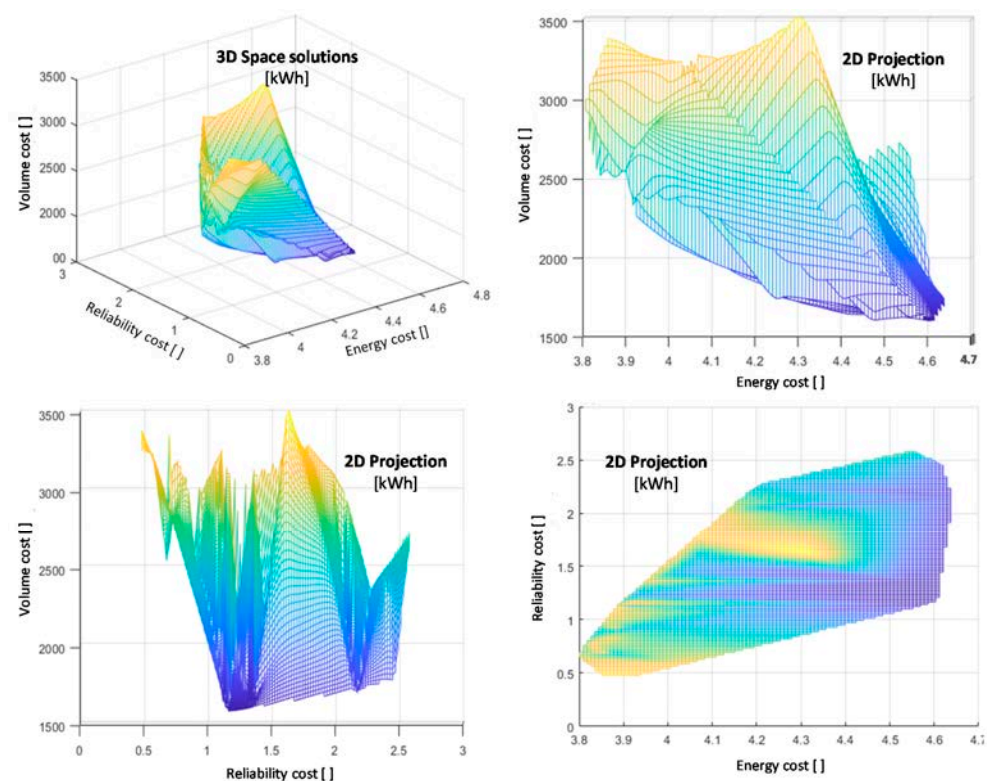 3D Space solutions
[kWh]
Volume cost [ ]
3500
3000
2500
2000
00
3
2
1
0
Reliability cost [ ]
3.8
4
4.2
4.4
4.6
4.8
Energy cost []
2D Projection
[kWh]
Volume cost [ ]
3500
3000
2500
2000
1500
3.8 3.9 4 4.1 4.2 4.3 4.4 4.5 4.6 4.7
Energy cost [ ]
2D Projection
[kWh]
Volume cost [ ]
3500
3000
2500
2000
1500
0 0.5 1 1.5 2 2.5 3
Reliability cost [ ]
2D Projection
[kWh]
Reliability cost [ ]
3
2.5
2
1.5
1
0.5
0
3.8 3.9 4 4.1 4.2 4.3 4.4 4.5 4.6 4.7
Energy cost [ ]